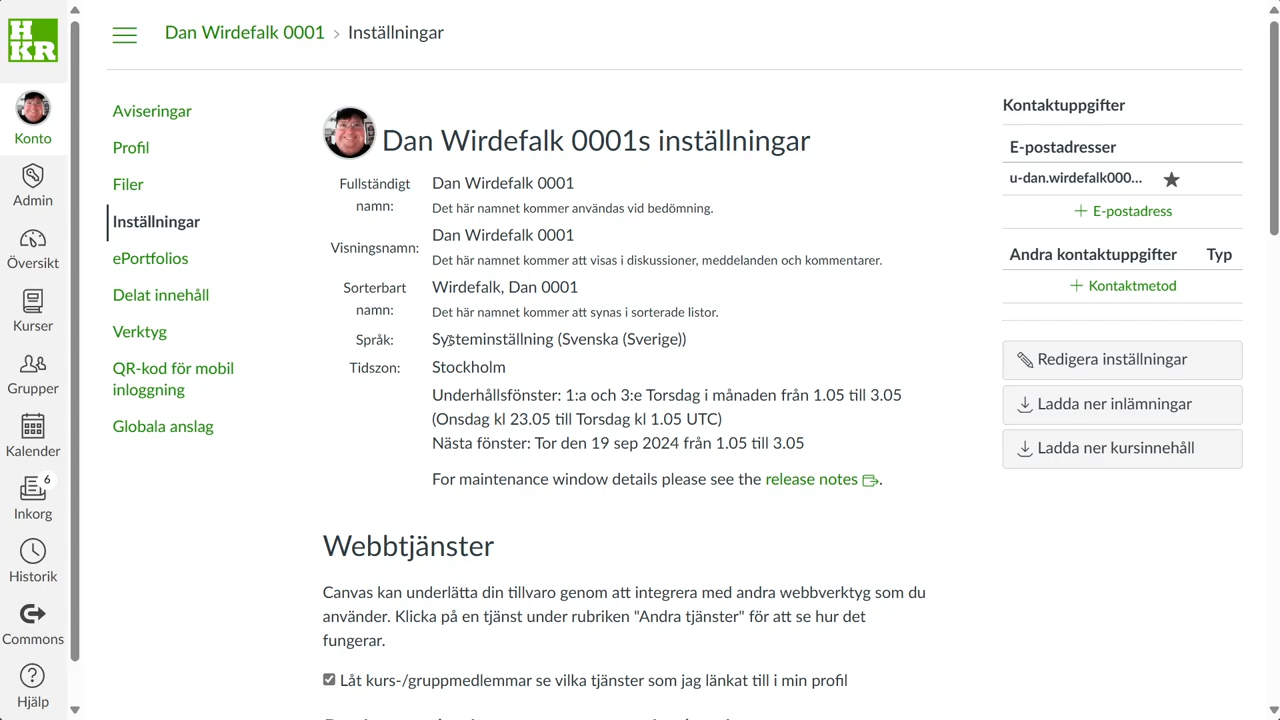 HKR
Dan Wirdefalk 0001 › Inställningar
Konto
Admin
Översikt
Kurser
Grupper
Kalender
6
Inkorg
Historik
Commons
Hjälp
Aviseringar
Profil
Filer
Inställningar
ePortfolios
Delat innehåll
Verktyg
QR-kod för mobil
inloggning
Globala anslag
Dan Wirdefalk 0001s inställningar
Fullständigt
namn:
Dan Wirdefalk 0001
Det här namnet kommer användas vid bedömning.
Visningsnamn:
Dan Wirdefalk 0001
Det här namnet kommer att visas i diskussioner, meddelanden och kommentarer.
Sorterbart
namn:
Wirdefalk, Dan 0001
Det här namnet kommer att synas i sorterade listor.
Språk:
Systeminställning (Svenska (Sverige))
Tidszon:
Stockholm
Underhållsfönster: 1:a och 3:e Torsdag i månaden från 1.05 till 3.05
(Onsdag kl 23.05 till Torsdag kl 1.05 UTC)
Nästa fönster: Tor den 19 sep 2024 från 1.05 till 3.05
For maintenance window details please see the release notes.
Webbtjänster
Canvas kan underlätta din tillvaro genom att integrera med andra webbverktyg som du
använder. Klicka på en tjänst under rubriken "Andra tjänster" för att se hur det
fungerar.
Låt kurs-/gruppmedlemmar se vilka tjänster som jag länkat till i min profil
Kontaktuppgifter
E-postadresser
u-dan.wirdefalk000...
+ E-postadress
Andra kontaktuppgifter Typ
+ Kontaktmetod
Redigera inställningar
Ladda ner inlämningar
Ladda ner kursinnehåll